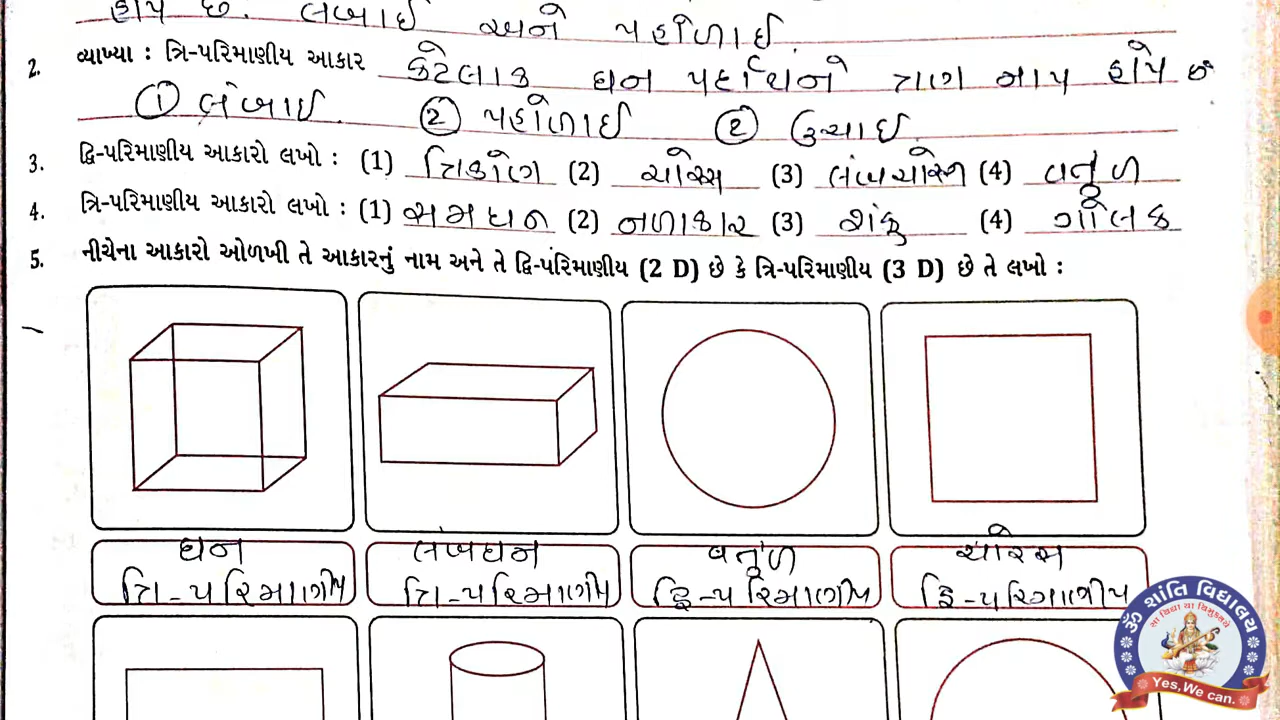 હોય છે. લંબાઈ અને પહોળાઈ.
2. વ્યાખ્યા : ત્રિ-પરિમાણીય આકાર કેટલાક ઘન પદાર્થોને ત્રણ માપ હોય છે
① લંબાઈ. ② પહોળાઈ ② ઉંચાઈ.
3. દ્વિ-પરિમાણીય આકારો લખો : (1) ત્રિકોણ (2) ચોરસ (3) લંબચોરસ (4) વર્તુળ
4. ત્રિ-પરિમાણીય આકારો લખો : (1) સમઘન (2) નળાકાર (3) શંકુ (4) ગોલક
5. નીચેના આકારો ઓળખી તે આકારનું નામ અને તે દ્વિ-પરિમાણીય (2 D) છે કે ત્રિ-પરિમાણીય (3 D) છે તે લખો :
ઘન લંબઘન વર્તુળ ચોરસ
ત્રિ-પરિમાણીય ત્રિ-પરિમાણીય દ્વિ-પરિમાણીય દ્વિ-પરિમાણીય
ૐ શાંતિ વિદ્યાલય
સા વિદ્યા યા વિમુક્તયે
Yes, We can.